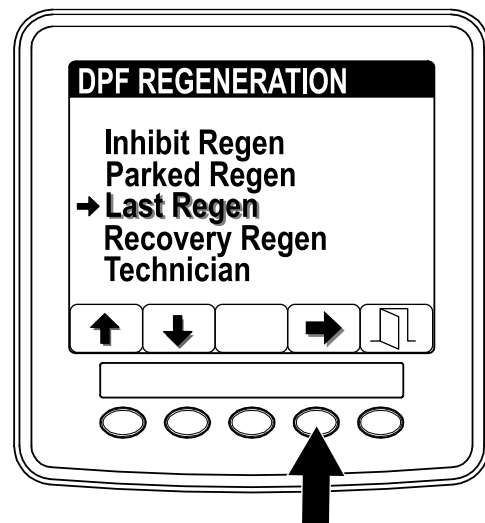 DPF REGENERATION
Inhibit Regen
Parked Regen
Last Regen
Recovery Regen
Technician